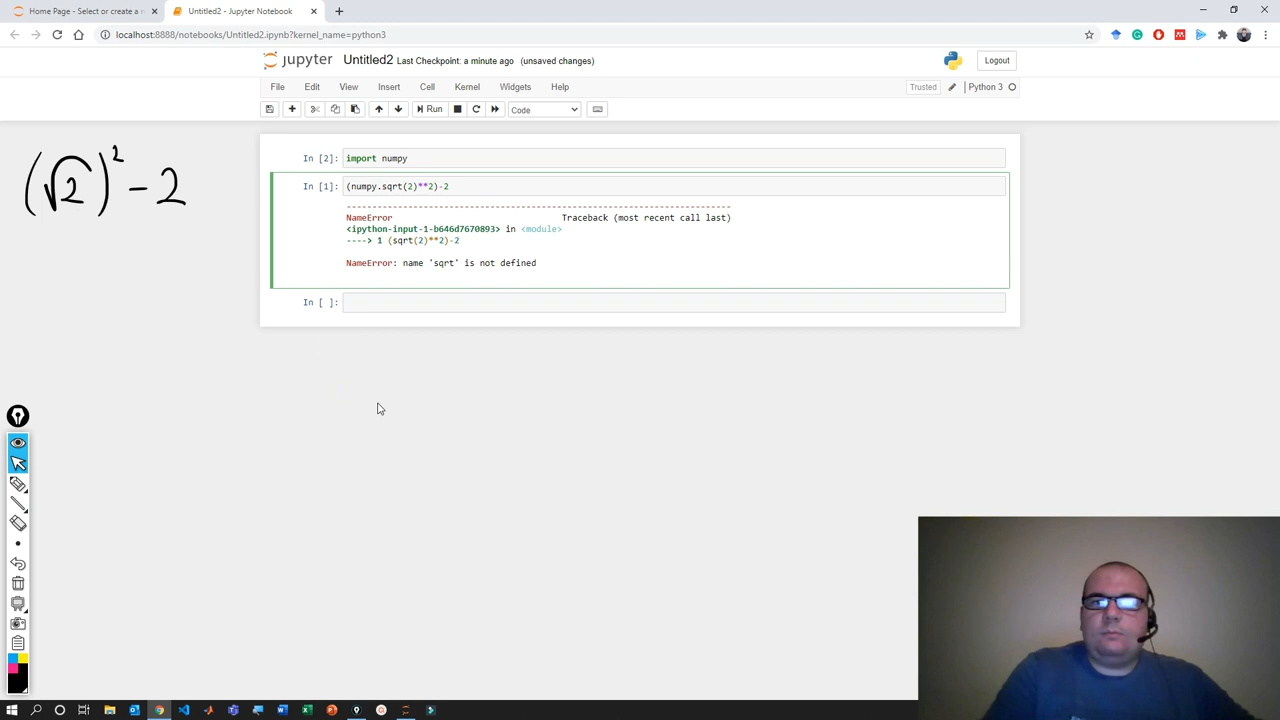 Home Page - Select or create a n
Untitled2 - Jupyter Notebook
localhost:8888/notebooks/Untitled2.ipynb?kernel_name=python3
jupyter Untitled2 Last Checkpoint: a minute ago (unsaved changes)
Logout
File Edit View Insert Cell Kernel Widgets Help
Trusted
Python 3
Run
Code
(√2)² - 2
In [2]: import numpy
In [1]: (numpy.sqrt(2)**2)-2
---------------------------------------------------------------------------
NameError Traceback (most recent call last)
<ipython-input-1-b646d7670893> in <module>
----> 1 (sqrt(2)**2)-2
NameError: name 'sqrt' is not defined
In [ ]: